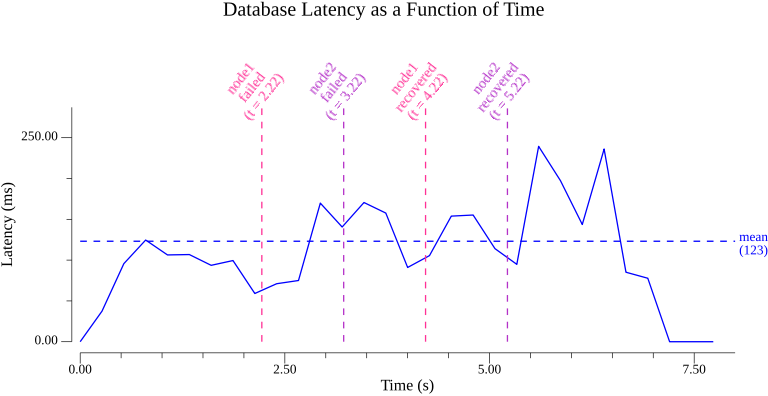 Database Latency as a Function of Time
node1
failed
(t = 2.22)
node2
failed
(t = 3.22)
node1
recovered
(t = 4.22)
node2
recovered
(t = 5.22)
250.00
Latency (ms)
mean
(123)
0.00
0.00
2.50
5.00
7.50
Time (s)